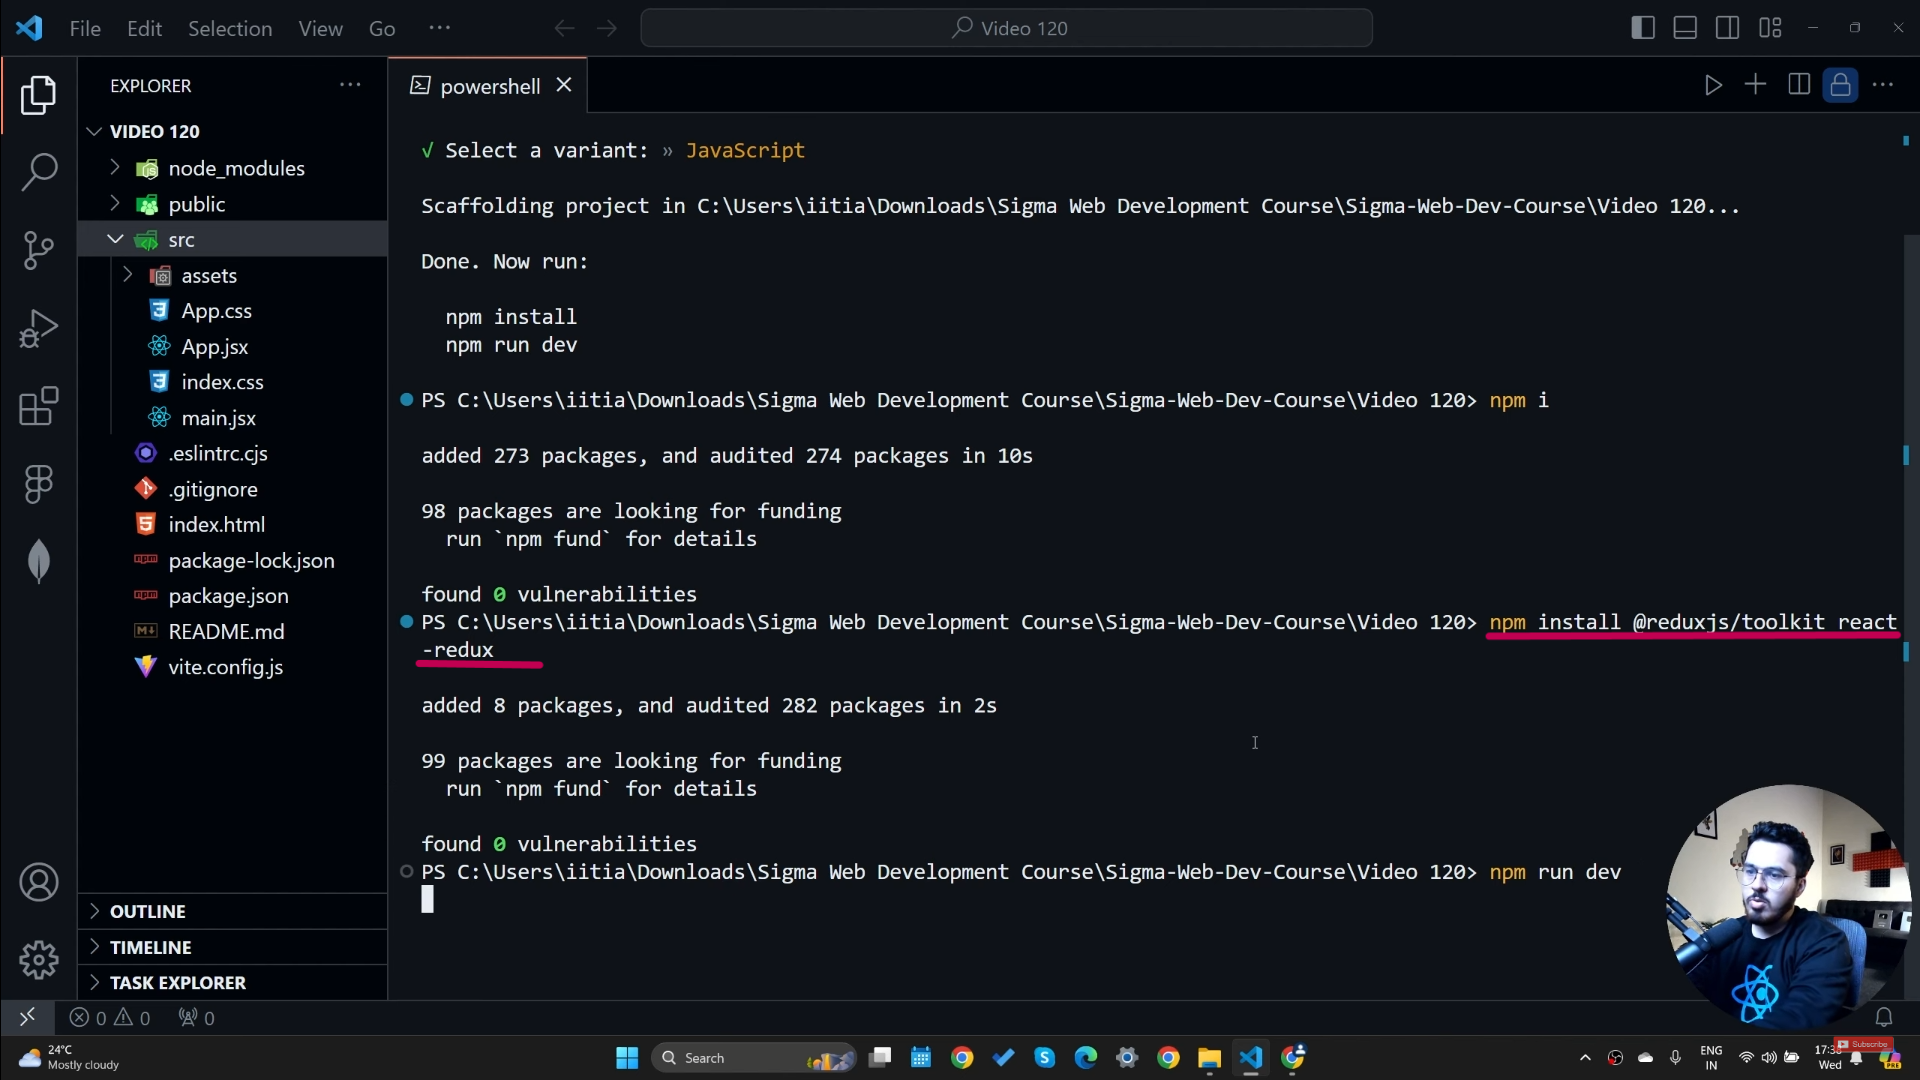 File Edit Selection View Go ···
Video 120
EXPLORER
powershell
VIDEO 120
node_modules
public
src
assets
App.css
App.jsx
index.css
main.jsx
.eslintrc.cjs
.gitignore
index.html
package-lock.json
package.json
README.md
vite.config.js
OUTLINE
TIMELINE
TASK EXPLORER
√ Select a variant: » JavaScript
Scaffolding project in C:\Users\iitia\Downloads\Sigma Web Development Course\Sigma-Web-Dev-Course\Video 120...
Done. Now run:
npm install
npm run dev
PS C:\Users\iitia\Downloads\Sigma Web Development Course\Sigma-Web-Dev-Course\Video 120> npm i
added 273 packages, and audited 274 packages in 10s
98 packages are looking for funding
run `npm fund` for details
found 0 vulnerabilities
PS C:\Users\iitia\Downloads\Sigma Web Development Course\Sigma-Web-Dev-Course\Video 120> npm install @reduxjs/toolkit react
-redux
added 8 packages, and audited 282 packages in 2s
99 packages are looking for funding
run `npm fund` for details
found 0 vulnerabilities
PS C:\Users\iitia\Downloads\Sigma Web Development Course\Sigma-Web-Dev-Course\Video 120> npm run dev
0 0 0
24°C
Mostly cloudy
Search
ENG
IN
Wed
Subscribe
PRE